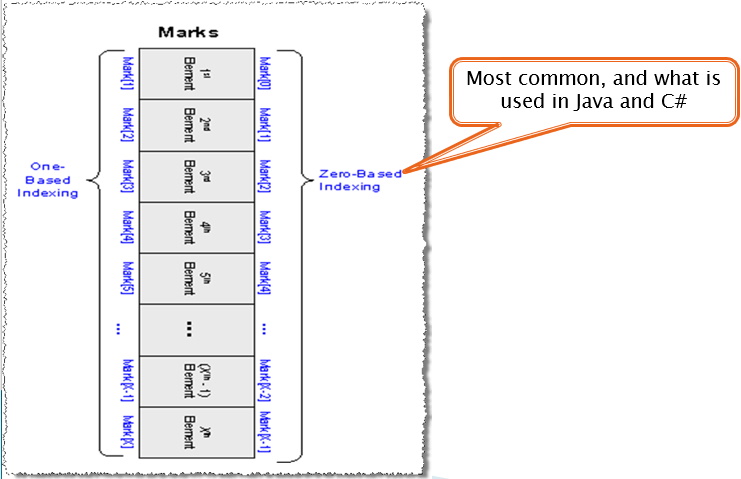 Marks
Most common, and what is
used in Java and C#
One-
Based
Indexing
Zero-Based
Indexing
Mark[1]
1st
Element
Mark[0]
Mark[2]
2nd
Element
Mark[1]
Mark[3]
3rd
Element
Mark[2]
Mark[4]
4th
Element
Mark[3]
Mark[5]
5th
Element
Mark[4]
...
...
...
Mark[X-1]
(Xth - 1)
Element
Mark[X-2]
Mark[X]
Xth
Element
Mark[X-1]